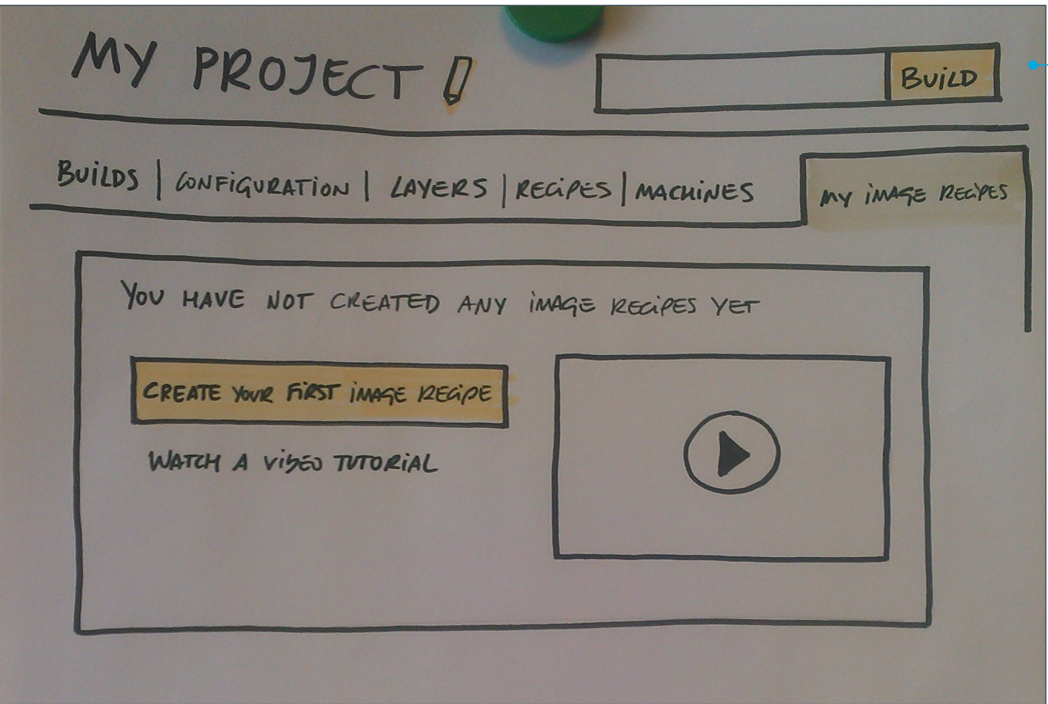 MY PROJECT
BUILD
BUILDS | CONFIGURATION | LAYERS | RECIPES | MACHINES
MY IMAGE RECIPES
YOU HAVE NOT CREATED ANY IMAGE RECIPES YET
CREATE YOUR FIRST IMAGE RECIPE
WATCH A VIDEO TUTORIAL